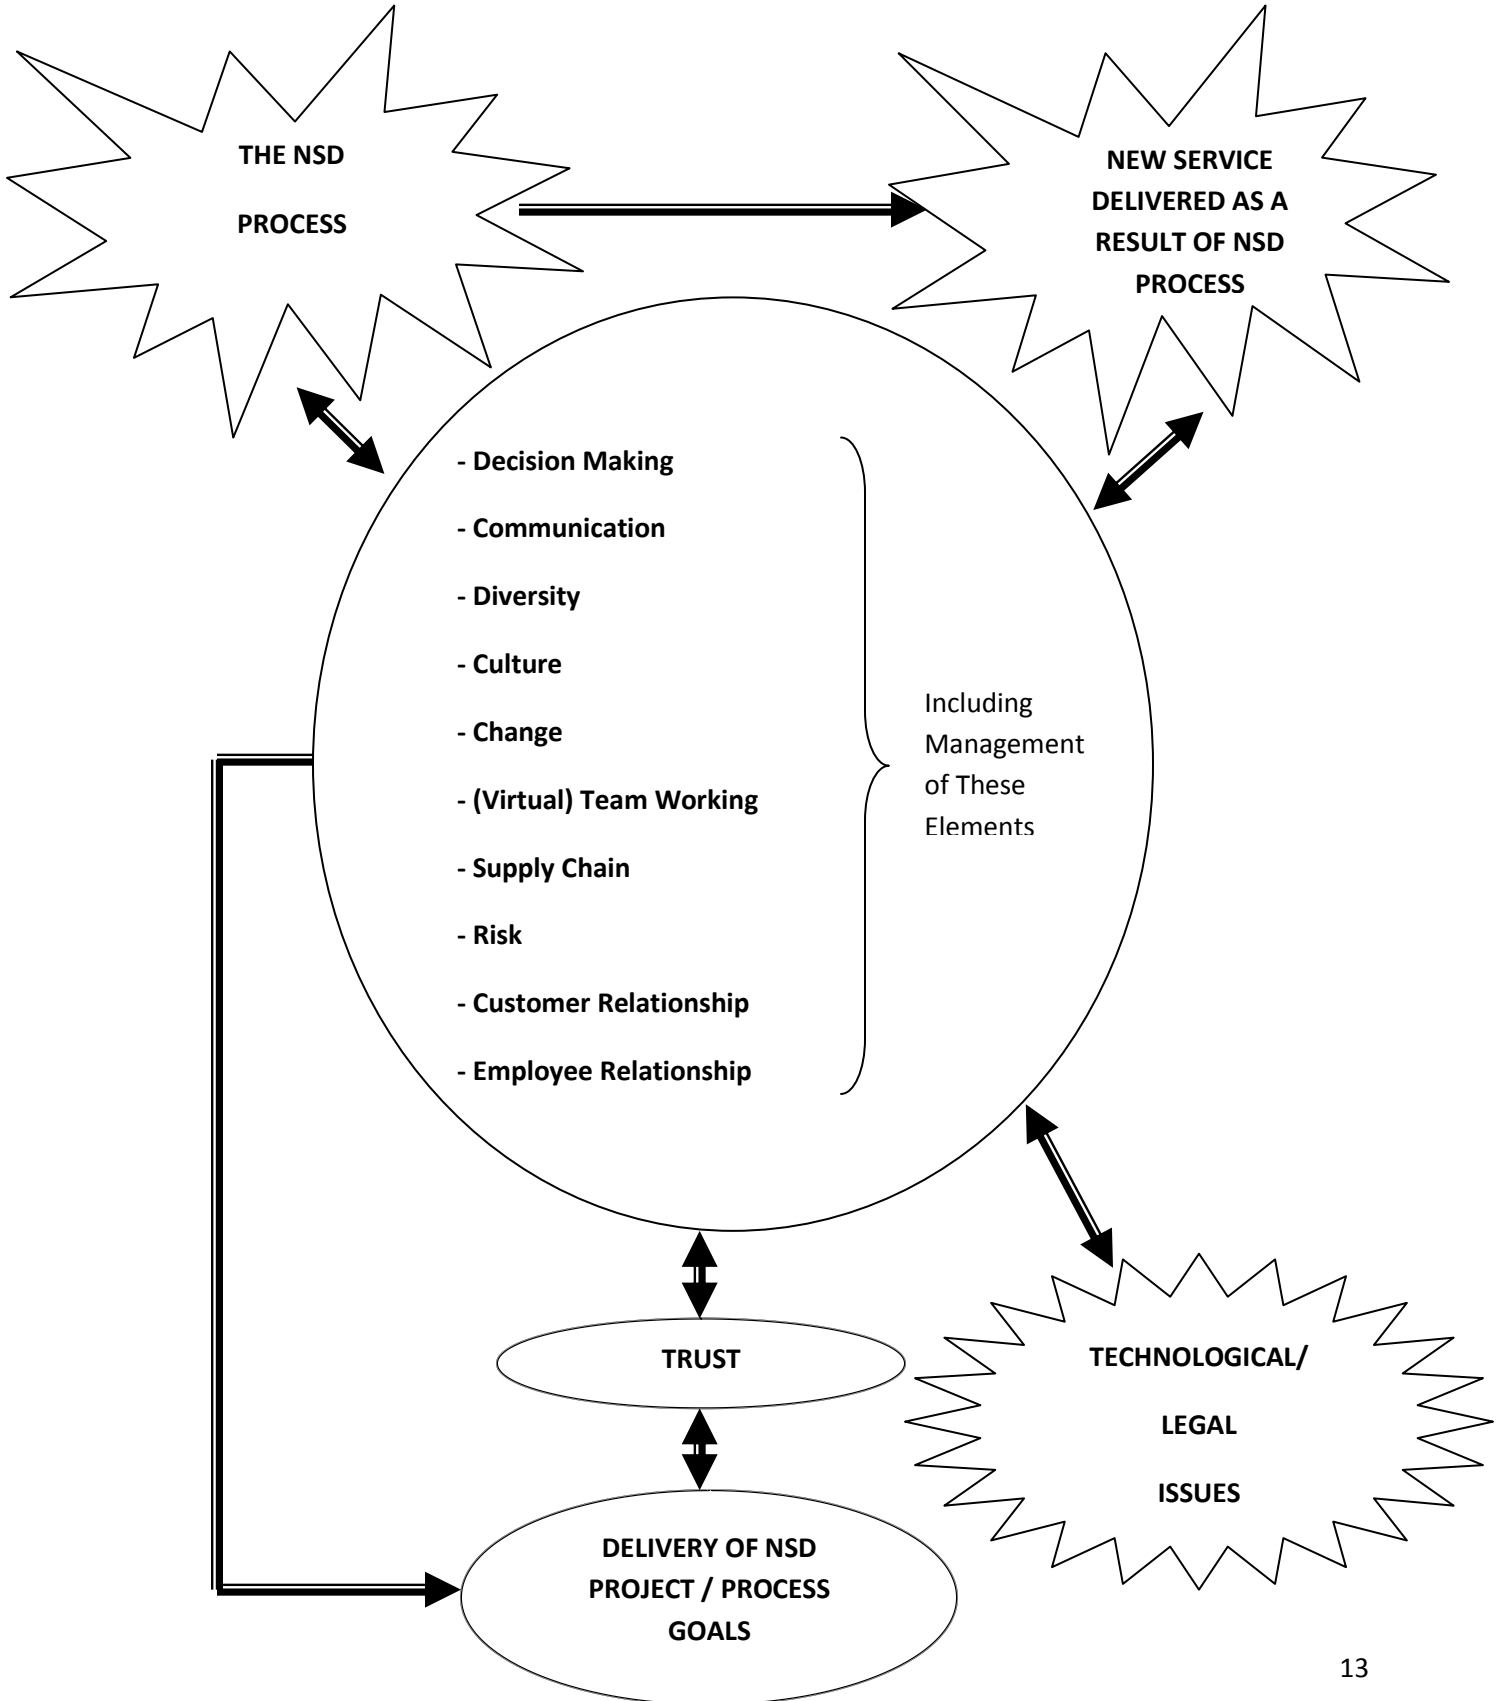 THE NSD
PROCESS
NEW SERVICE
DELIVERED AS A
RESULT OF NSD
PROCESS
- Decision Making
- Communication
- Diversity
- Culture
- Change
- (Virtual) Team Working
- Supply Chain
- Risk
- Customer Relationship
- Employee Relationship
Including
Management
of These
Elements
TRUST
TECHNOLOGICAL/
LEGAL
ISSUES
DELIVERY OF NSD
PROJECT / PROCESS
GOALS
13